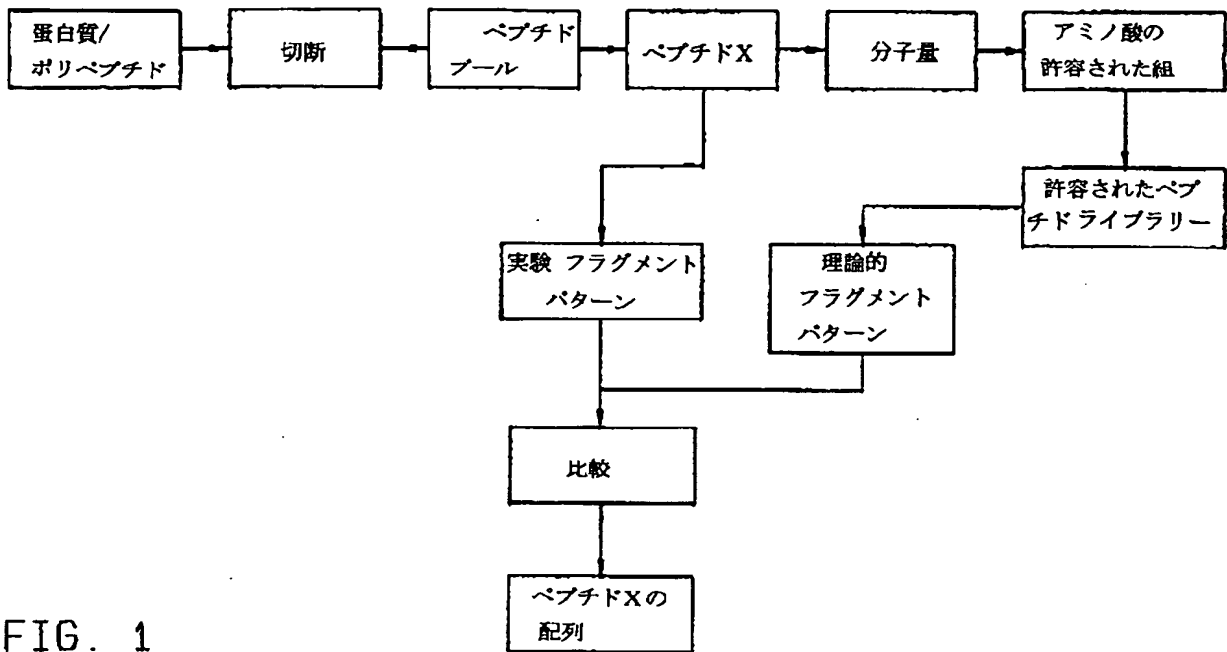 蛋白質/
ポリペプチド
切断
ペプチド
プール
ペプチドX
分子量
アミノ酸の
許容された組
許容されたペプ
チドライブラリー
実験 フラグメント
パターン
理論的
フラグメント
パターン
比較
ペプチドXの
配列
FIG. 1